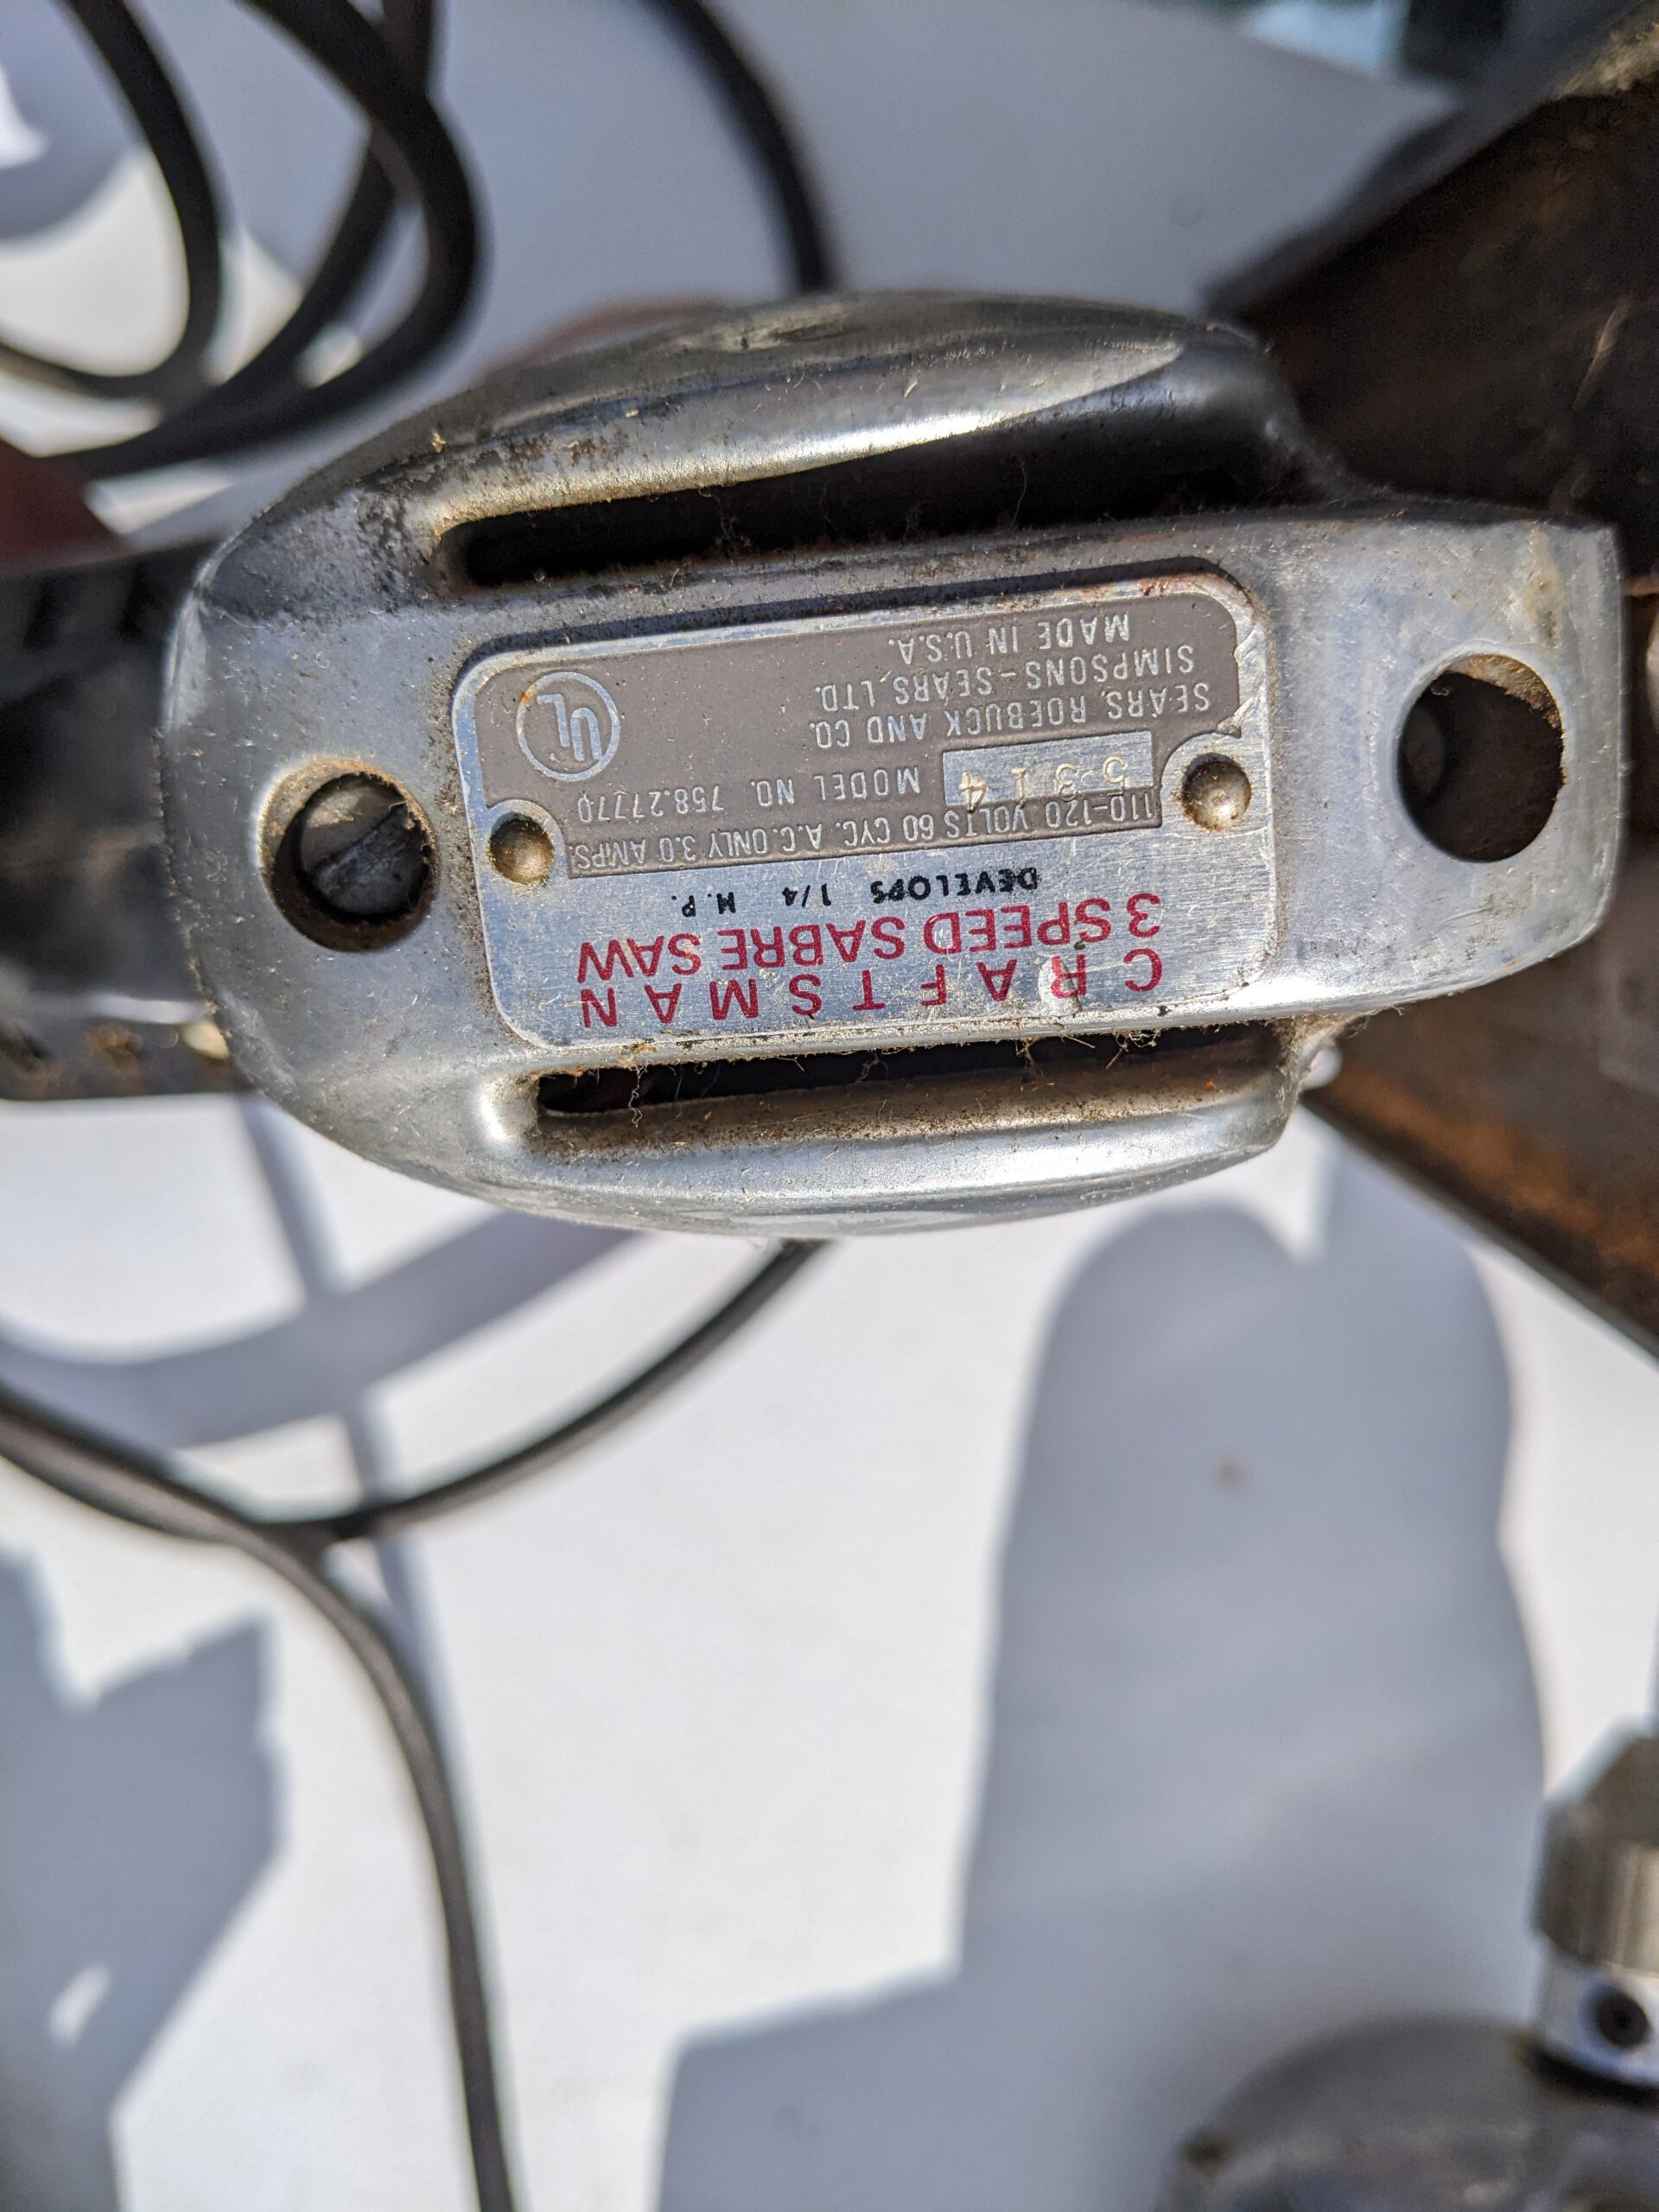 CRAFTSMAN
3 SPEED SABRE SAW
DEVELOPS 1/4 H.P.
110-120 VOLTS 60 CYC. A.C. ONLY 3.0 AMPS.
5314 MODEL NO. 758.27770
SEARS, ROEBUCK AND CO.
SIMPSONS-SEARS, LTD.
MADE IN U.S.A.
UL